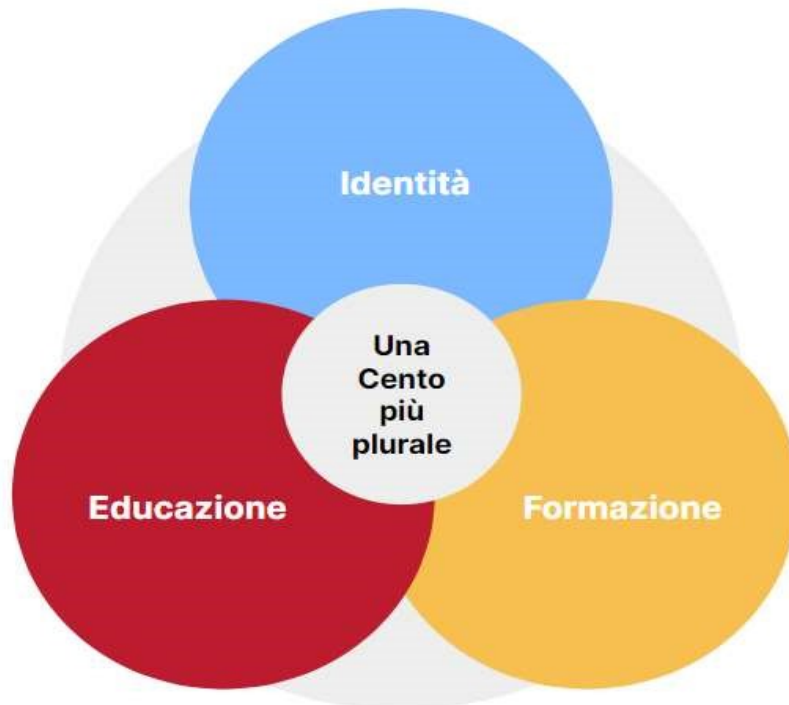 Identità
Una
Cento
più
plurale
Educazione
Formazione